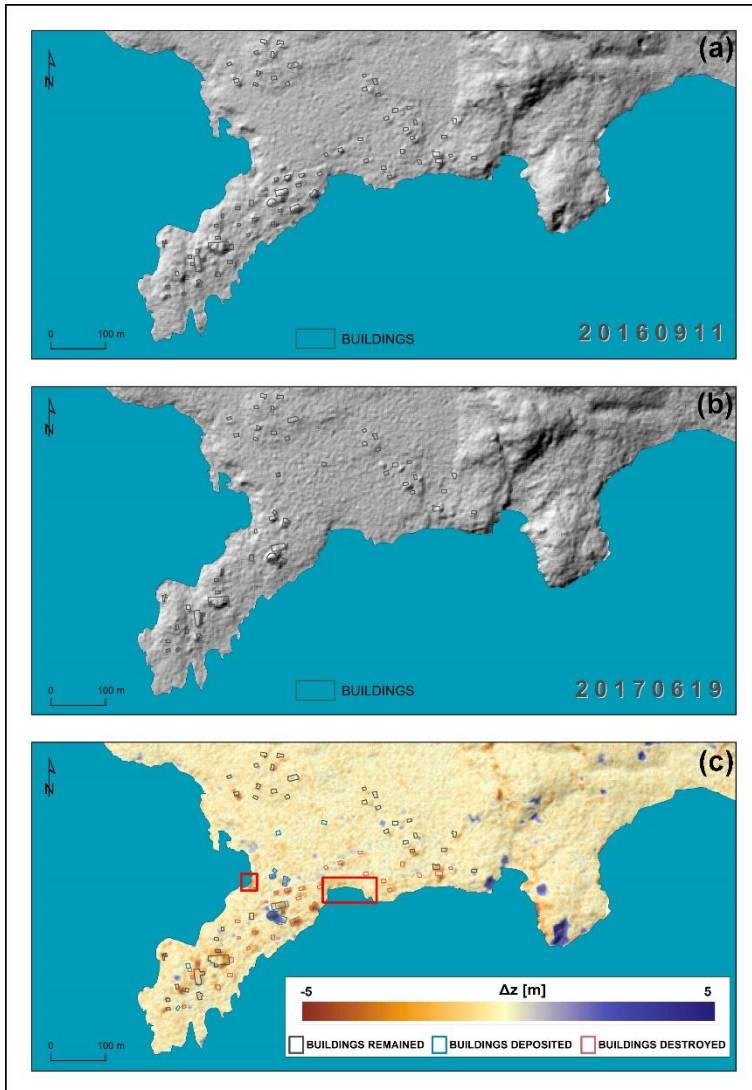 (a)
N
0 100 m
BUILDINGS
20160911
(b)
N
0 100 m
BUILDINGS
20170619
(c)
N
0 100 m
-5 Δz [m] 5
BUILDINGS REMAINED BUILDINGS DEPOSITED BUILDINGS DESTROYED